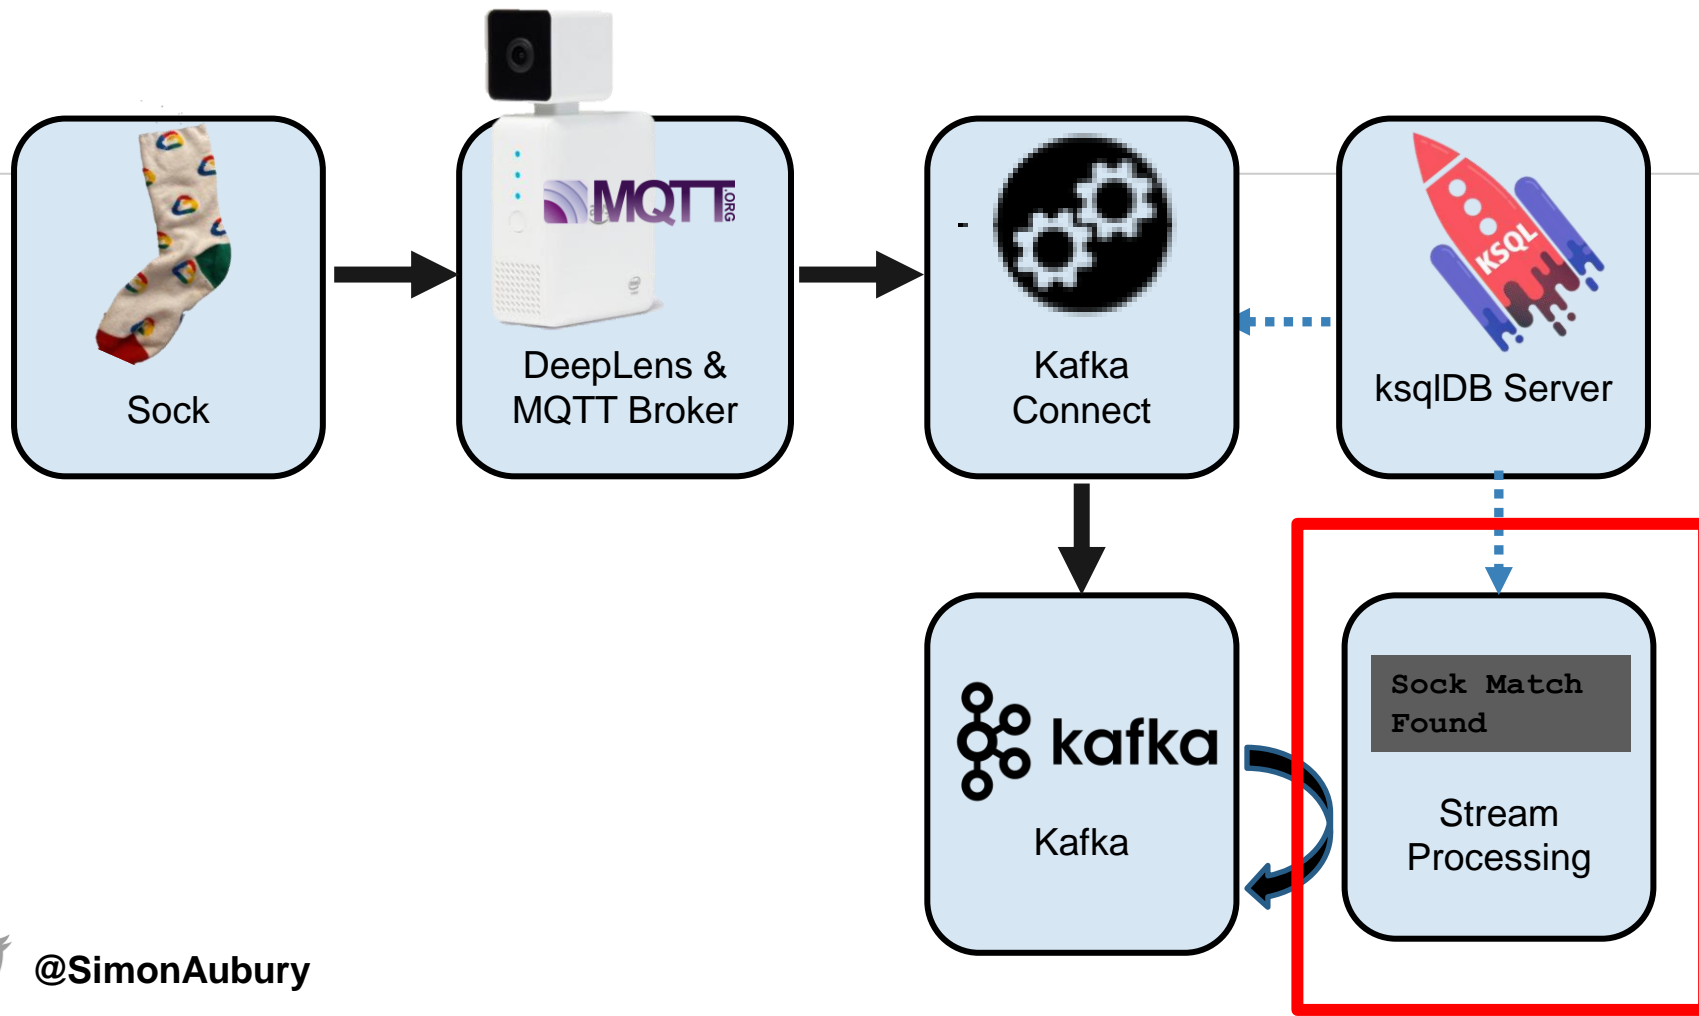 MQTT.ORG
KSQL
Sock
DeepLens &
MQTT Broker
Kafka
Connect
ksqlDB Server
Sock Match
Found
kafka
Kafka
Stream
Processing
@SimonAubury